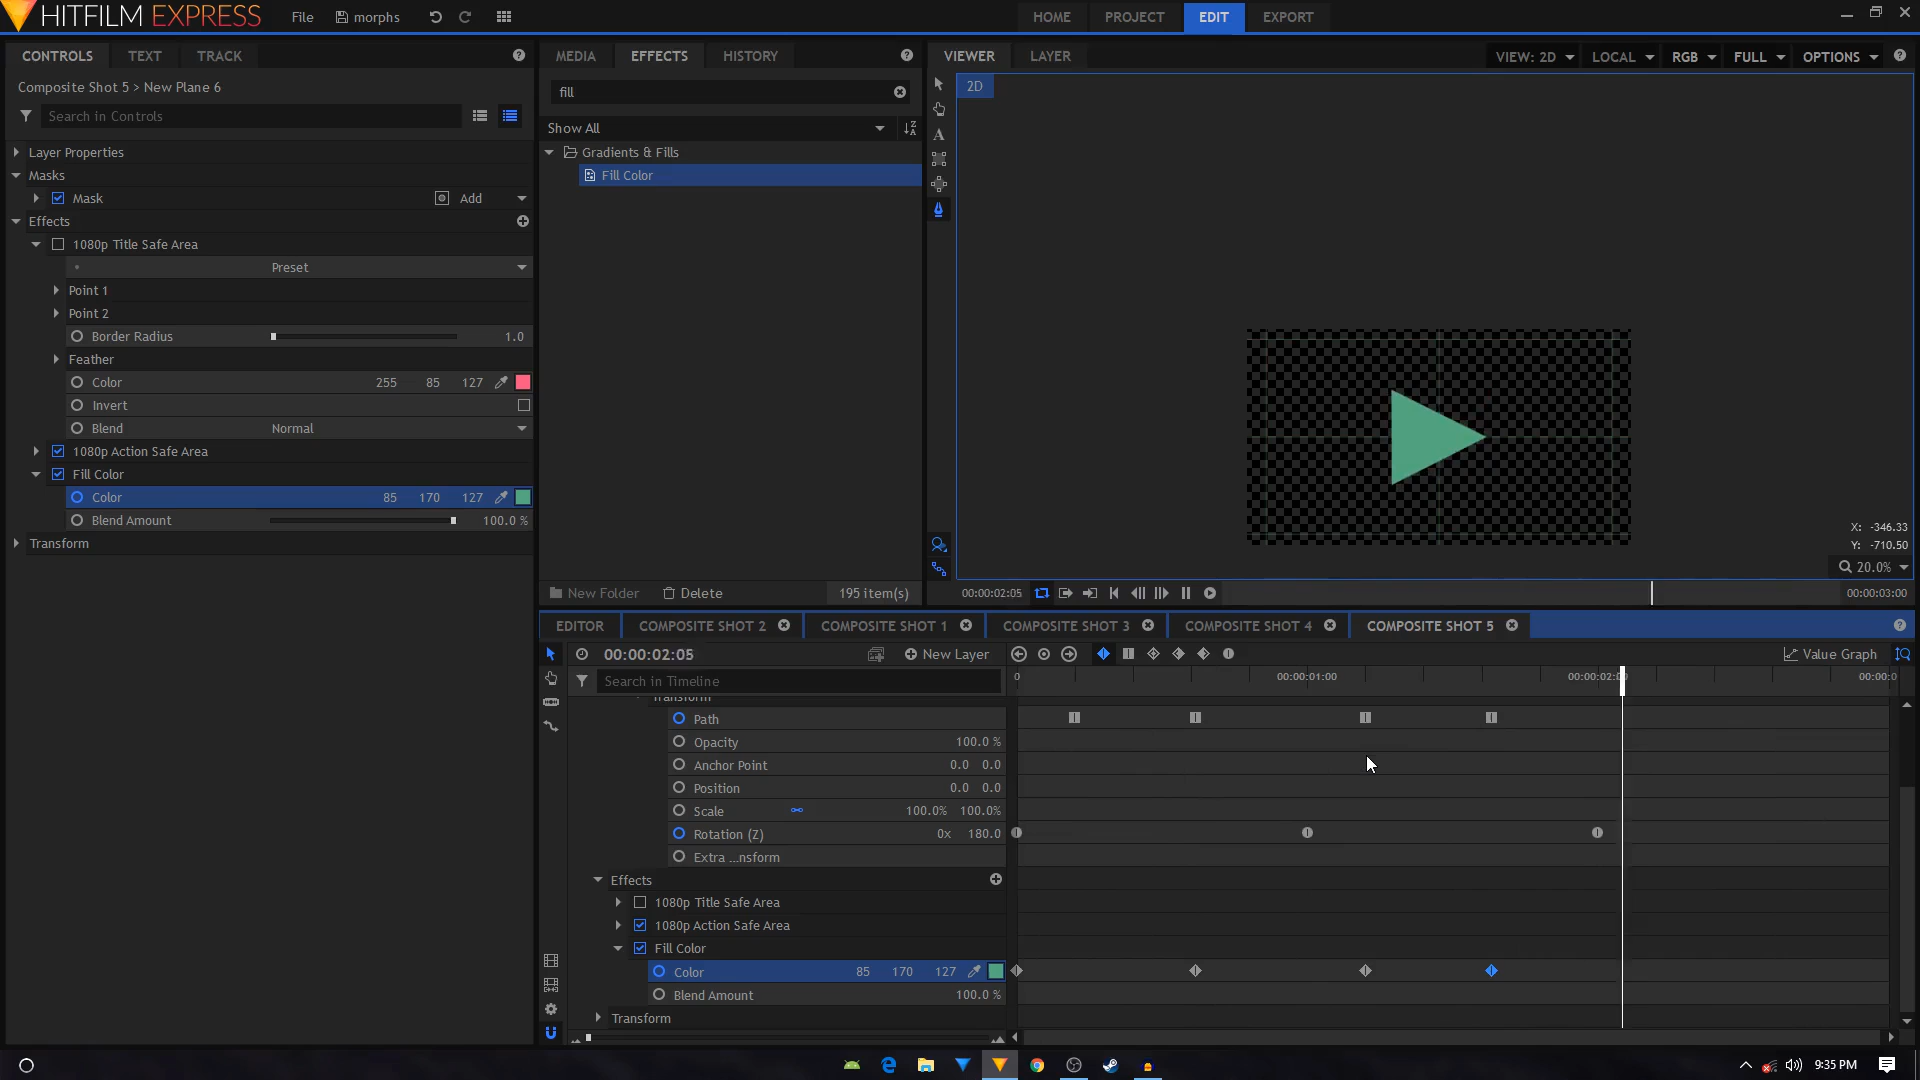 HITFILM EXPRESS
File
morphs
HOME
PROJECT
EDIT
EXPORT
CONTROLS
TEXT
TRACK
Composite Shot 5 > New Plane 6
Search in Controls
Layer Properties
Masks
Mask
Add
Effects
1080p Title Safe Area
Preset
Point 1
Point 2
Border Radius 1.0
Feather
Color 255 85 127
Invert
Blend Normal
1080p Action Safe Area
Fill Color
Color 85 170 127
Blend Amount 100.0 %
Transform
MEDIA
EFFECTS
HISTORY
fill
Show All
Gradients & Fills
Fill Color
New Folder
Delete
195 item(s)
VIEWER
LAYER
VIEW: 2D
LOCAL
RGB
FULL
OPTIONS
2D
A
X: -346.33
Y: -710.50
20.0%
00:00:02:05
00:00:03:00
EDITOR
COMPOSITE SHOT 2
COMPOSITE SHOT 1
COMPOSITE SHOT 3
COMPOSITE SHOT 4
COMPOSITE SHOT 5
00:00:02:05
New Layer
Value Graph
Search in Timeline
0
00:00:01:00
Transform
Path
Opacity 100.0 %
Anchor Point 0.0 0.0
Position 0.0 0.0
Scale 100.0% 100.0%
Rotation (Z) 0x 180.0
Extra ...nsform
Effects
1080p Title Safe Area
1080p Action Safe Area
Fill Color
Color 85 170 127
Blend Amount 100.0 %
Transform
9:35 PM